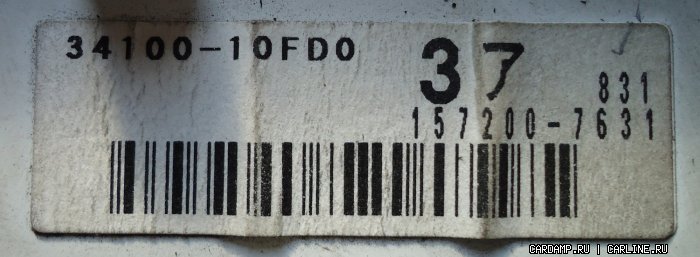 34100-10FD0 37 831
157200-7631
CARDAMP.RU | CARLINE.RU